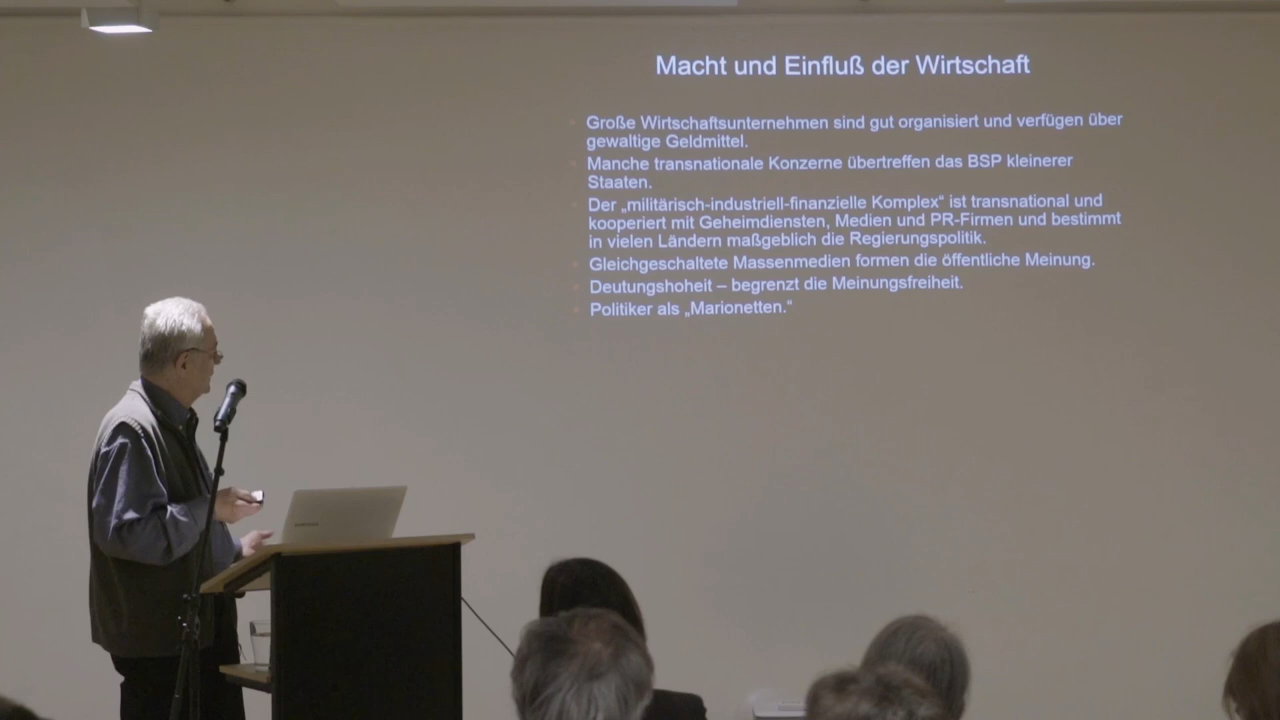 Macht und Einfluß der Wirtschaft
Große Wirtschaftsunternehmen sind gut organisiert und verfügen über
gewaltige Geldmittel.
Manche transnationale Konzerne übertreffen das BSP kleinerer
Staaten.
Der „militärisch-industriell-finanzielle Komplex“ ist transnational und
kooperiert mit Geheimdiensten, Medien und PR-Firmen und bestimmt
in vielen Ländern maßgeblich die Regierungspolitik.
Gleichgeschaltete Massenmedien formen die öffentliche Meinung.
Deutungshoheit – begrenzt die Meinungsfreiheit.
Politiker als „Marionetten.“